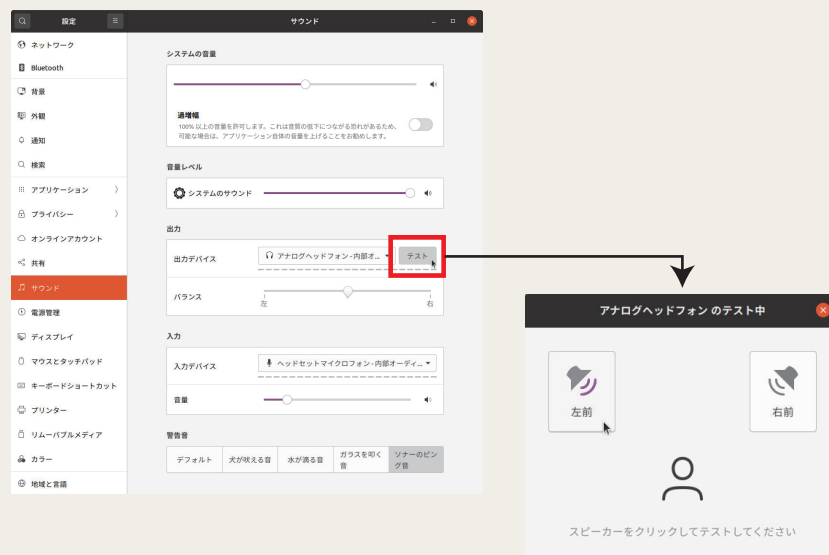 設定
サウンド
ネットワーク
Bluetooth
背景
外観
通知
検索
アプリケーション
プライバシー
オンラインアカウント
共有
サウンド
電源管理
ディスプレイ
マウスとタッチパッド
キーボードショートカット
プリンター
リムーバブルメディア
カラー
地域と言語
システムの音量
過増幅
100% 以上の音量を許可します。これは音質の低下につながる恐れがあるため、
可能な場合は、アプリケーション自体の音量を上げることをお勧めします。
音量レベル
システムのサウンド
出力
出力デバイス
アナログヘッドフォン - 内部オ...
テスト
バランス
左
右
入力
入力デバイス
ヘッドセットマイクロフォン - 内部オーディ...
音量
警告音
デフォルト
犬が吠える音
水が滴る音
ガラスを叩く
音
ソナーのピン
グ音
アナログヘッドフォン のテスト中
左前
右前
スピーカーをクリックしてテストしてください